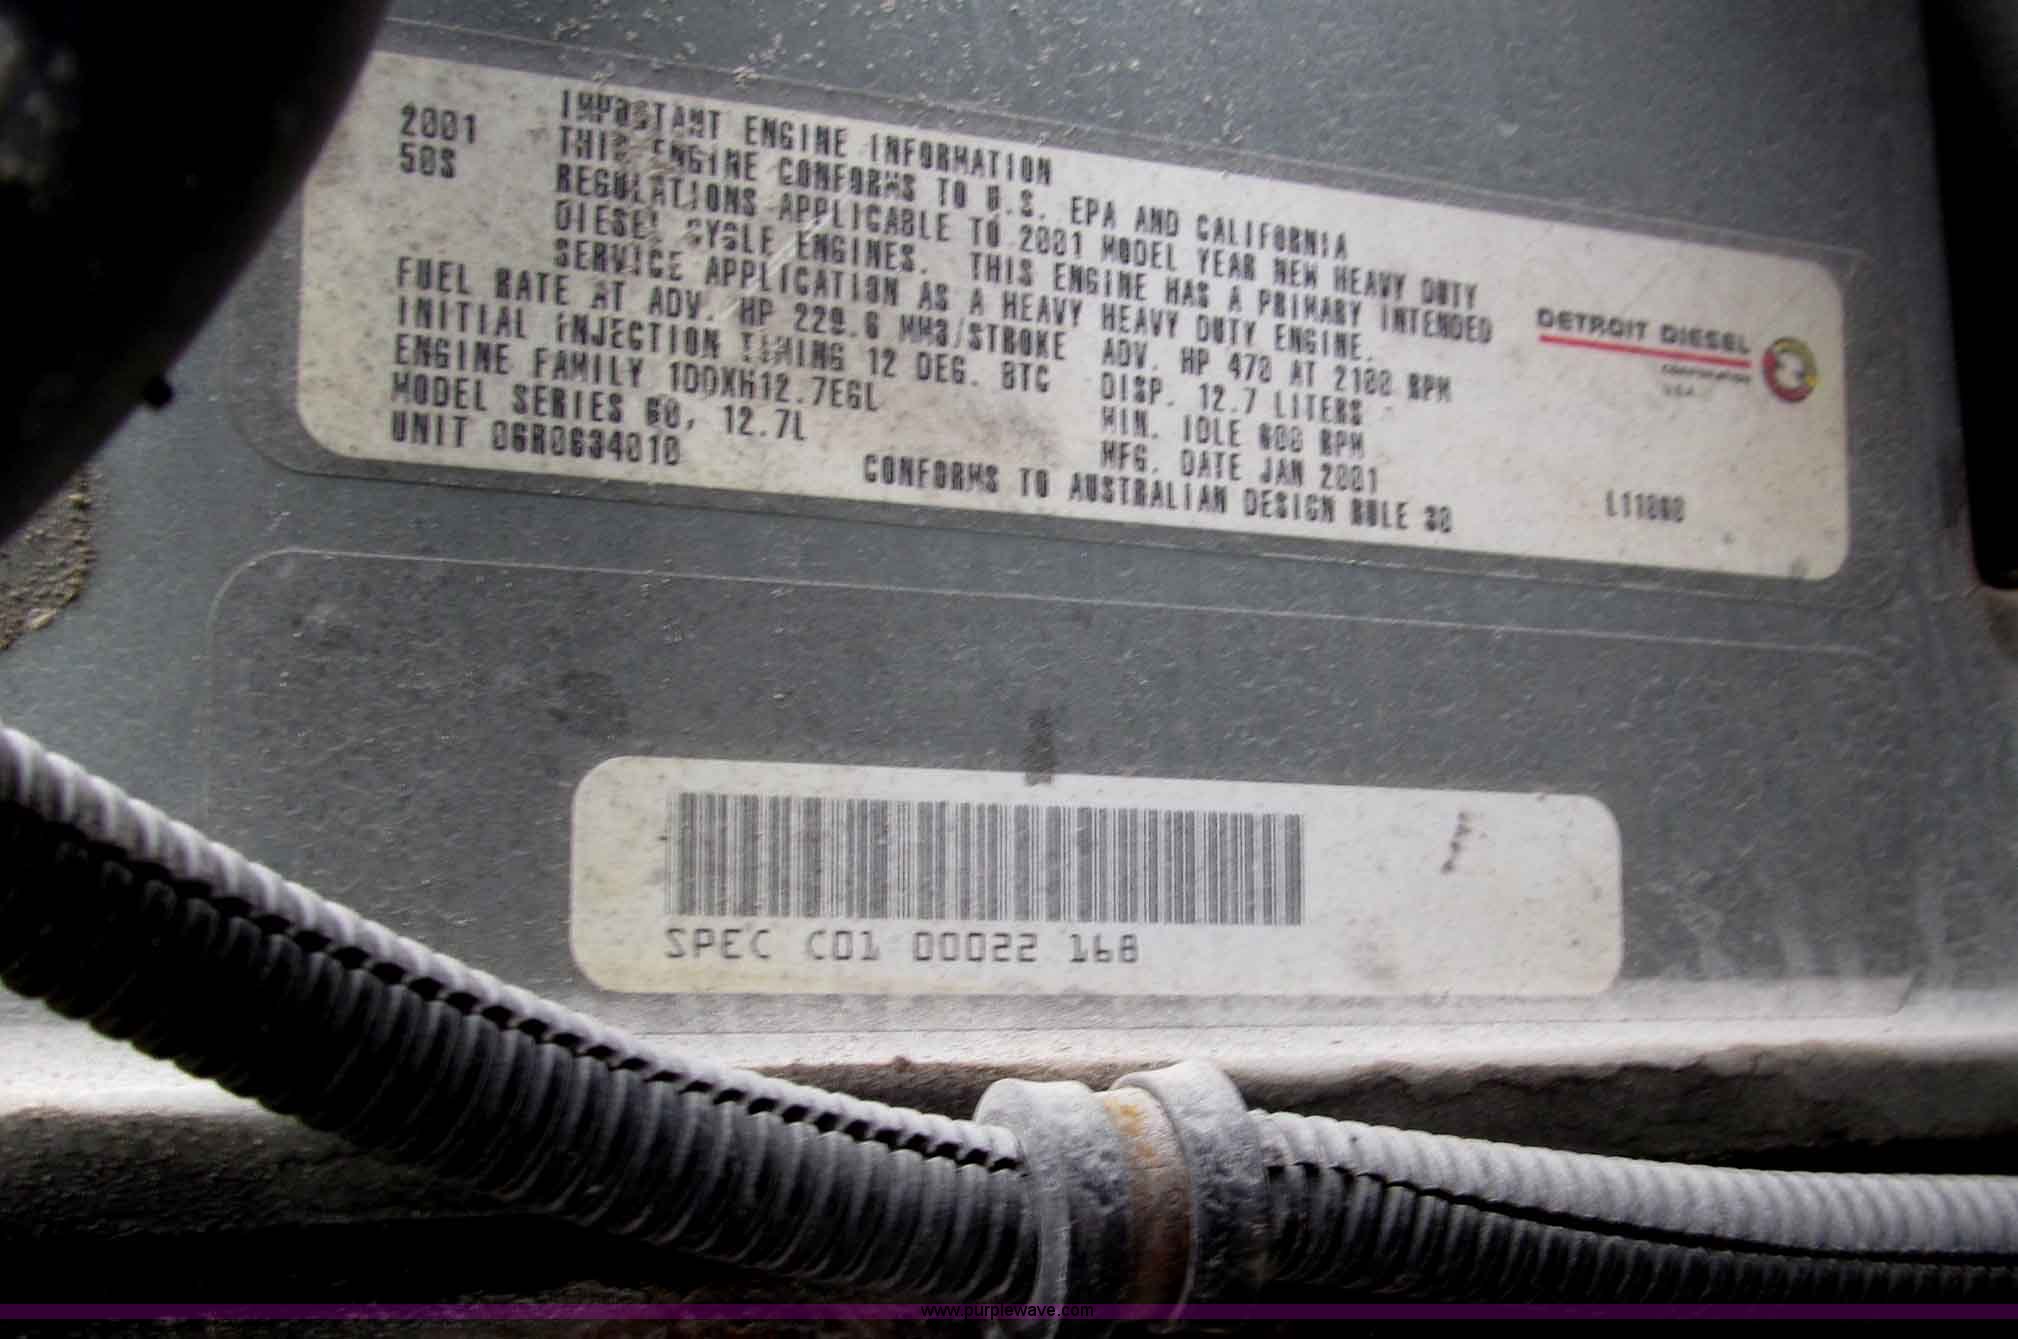 2001
50S
IMPORTANT ENGINE INFORMATION
THIS ENGINE CONFORMS TO U.S. EPA AND CALIFORNIA
REGULATIONS APPLICABLE TO 2001 MODEL YEAR NEW HEAVY DUTY
DIESEL CYCLE ENGINES. THIS ENGINE HAS A PRIMARY INTENDED
SERVICE APPLICATION AS A HEAVY HEAVY DUTY ENGINE.
FUEL RATE AT ADV. HP 229.6 MM3/STROKE ADV. HP 470 AT 2100 RPM
INITIAL INJECTION TIMING 12 DEG. BTC DISP. 12.7 LITERS
ENGINE FAMILY 1DDXH12.7EGL MIN. IDLE 600 RPM
MODEL SERIES 60, 12.7L MFG. DATE JAN 2001
UNIT 06R0634010 CONFORMS TO AUSTRALIAN DESIGN RULE 30
DETROIT DIESEL
CORPORATION
U.S.A.
SPEC C01 00022 168
www.purplewave.com